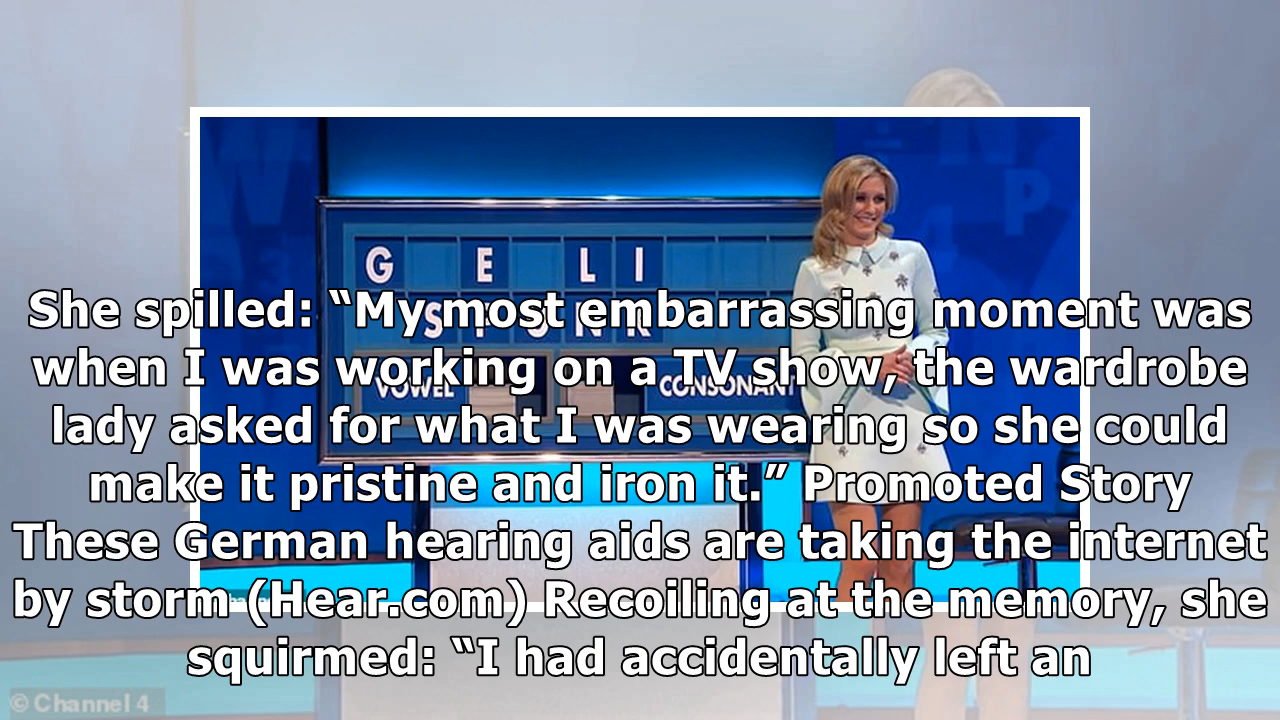 G E L I
She spilled: “My most embarrassing moment was
when I was working on a TV show, the wardrobe
VOWEL CONSONANT
lady asked for what I was wearing so she could
make it pristine and iron it.” Promoted Story
These German hearing aids are taking the internet
by storm (Hear.com) Recoiling at the memory, she
squirmed: “I had accidentally left an
© Channel 4